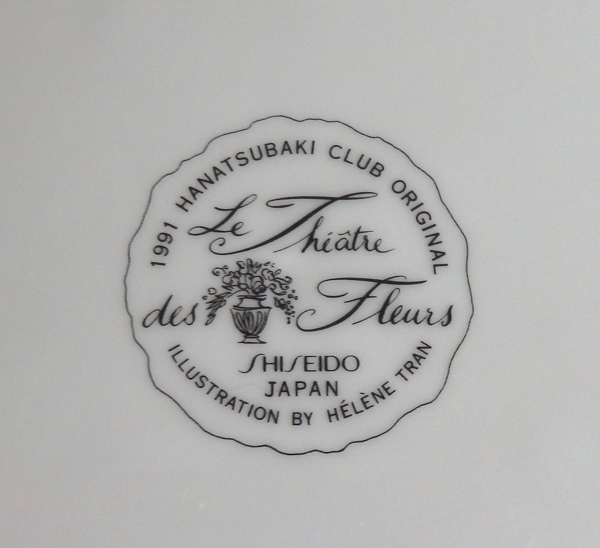 1991 HANATSUBAKI CLUB ORIGINAL
Le Théâtre
des Fleurs
SHISEIDO
JAPAN
ILLUSTRATION BY HÉLÈNE TRAN